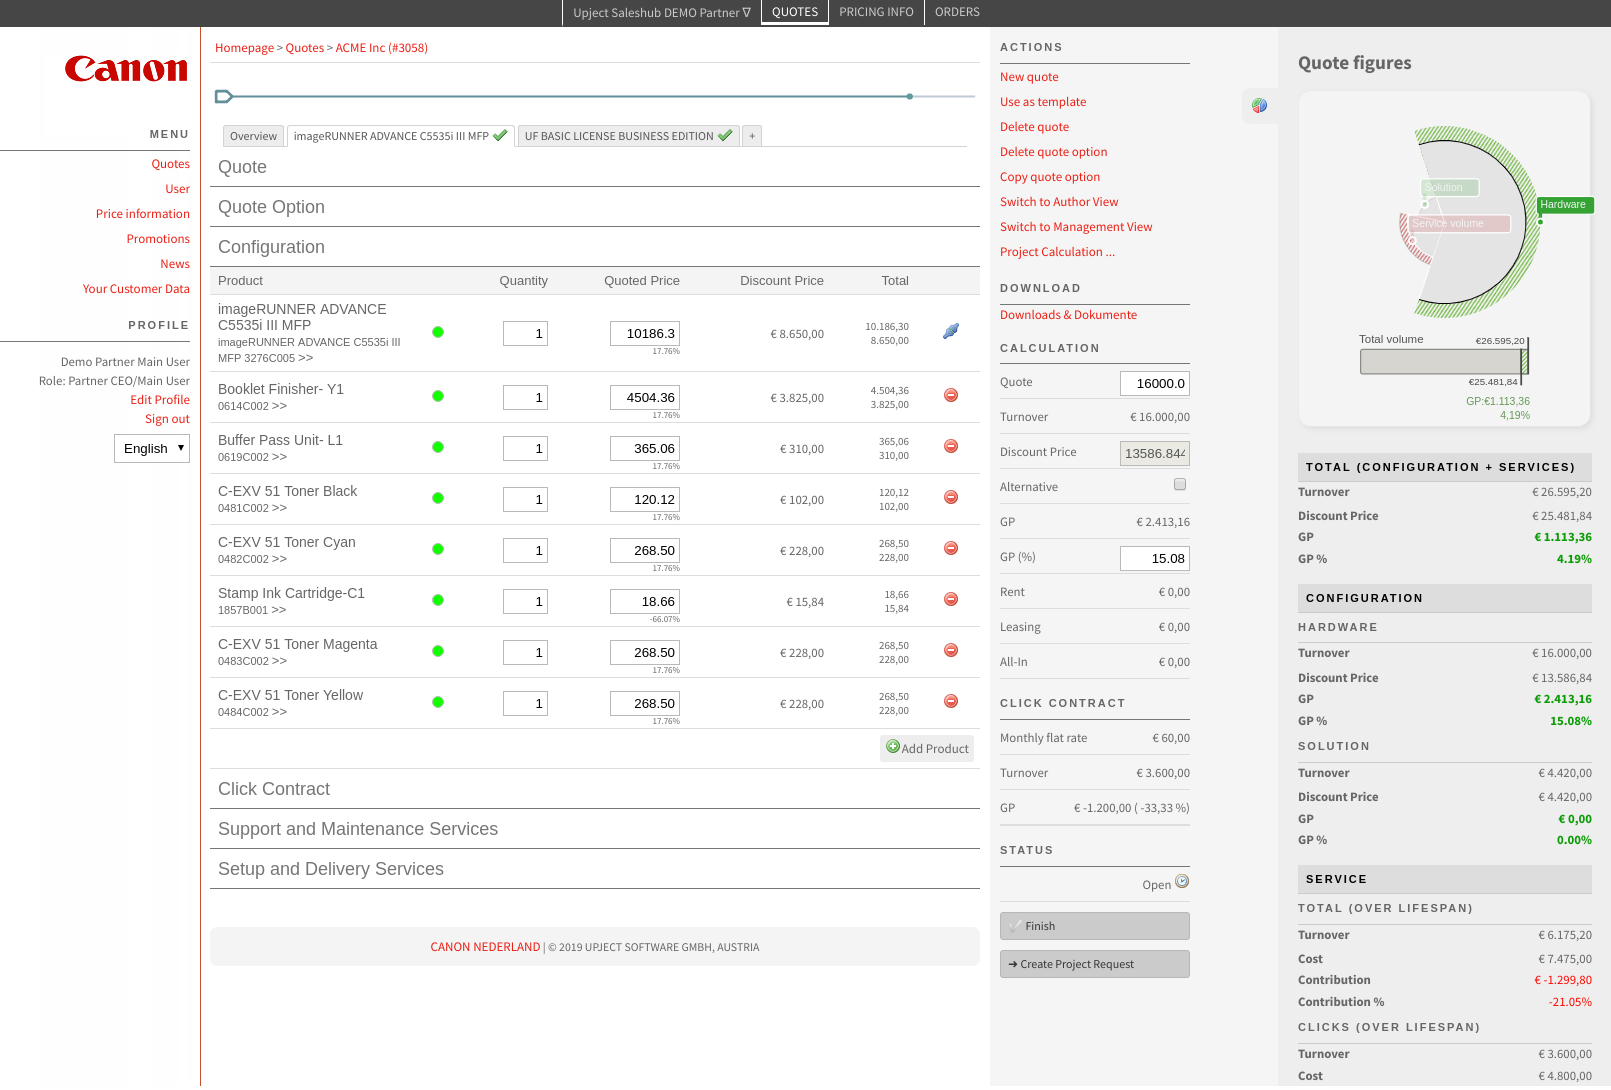 Upject Saleshub DEMO Partner ∇ QUOTES PRICING INFO ORDERS
Canon
MENU
Quotes
User
Price information
Promotions
News
Your Customer Data
PROFILE
Demo Partner Main User
Role: Partner CEO/Main User
Edit Profile
Sign out
English
Homepage > Quotes > ACME Inc (#3058)
Overview imageRUNNER ADVANCE C5535i III MFP UF BASIC LICENSE BUSINESS EDITION +
Quote
Quote Option
Configuration
Product Quantity Quoted Price Discount Price Total
imageRUNNER ADVANCE
C5535i III MFP
imageRUNNER ADVANCE C5535i III
MFP 3276C005 >>
1 10186.3 € 8.650,00 10.186,30
17.76% 8.650,00
Booklet Finisher- Y1
0614C002 >>
1 4504.36 € 3.825,00 4.504,36
17.76% 3.825,00
Buffer Pass Unit- L1
0619C002 >>
1 365.06 € 310,00 365,06
17.76% 310,00
C-EXV 51 Toner Black
0481C002 >>
1 120.12 € 102,00 120,12
17.76% 102,00
C-EXV 51 Toner Cyan
0482C002 >>
1 268.50 € 228,00 268,50
17.76% 228,00
Stamp Ink Cartridge-C1
1857B001 >>
1 18.66 € 15,84 18,66
-66.07% 15,84
C-EXV 51 Toner Magenta
0483C002 >>
1 268.50 € 228,00 268,50
17.76% 228,00
C-EXV 51 Toner Yellow
0484C002 >>
1 268.50 € 228,00 268,50
17.76% 228,00
Add Product
Click Contract
Support and Maintenance Services
Setup and Delivery Services
CANON NEDERLAND | © 2019 UPJECT SOFTWARE GMBH, AUSTRIA
ACTIONS
New quote
Use as template
Delete quote
Delete quote option
Copy quote option
Switch to Author View
Switch to Management View
Project Calculation ...
DOWNLOAD
Downloads & Dokumente
CALCULATION
Quote 16000.0
Turnover € 16.000,00
Discount Price 13586.844
Alternative
GP € 2.413,16
GP (%) 15.08
Rent € 0,00
Leasing € 0,00
All-In € 0,00
CLICK CONTRACT
Monthly flat rate € 60,00
Turnover € 3.600,00
GP € -1.200,00 ( -33,33 %)
STATUS
Open
Finish
➔ Create Project Request
Quote figures
Solution
Hardware
Service volume
Total volume €26.595,20
€25.481,84
GP:€1.113,36
4,19%
TOTAL (CONFIGURATION + SERVICES)
Turnover € 26.595,20
Discount Price € 25.481,84
GP € 1.113,36
GP % 4.19%
CONFIGURATION
HARDWARE
Turnover € 16.000,00
Discount Price € 13.586,84
GP € 2.413,16
GP % 15.08%
SOLUTION
Turnover € 4.420,00
Discount Price € 4.420,00
GP € 0,00
GP % 0.00%
SERVICE
TOTAL (OVER LIFESPAN)
Turnover € 6.175,20
Cost € 7.475,00
Contribution € -1.299,80
Contribution % -21.05%
CLICKS (OVER LIFESPAN)
Turnover € 3.600,00
Cost € 4.800,00